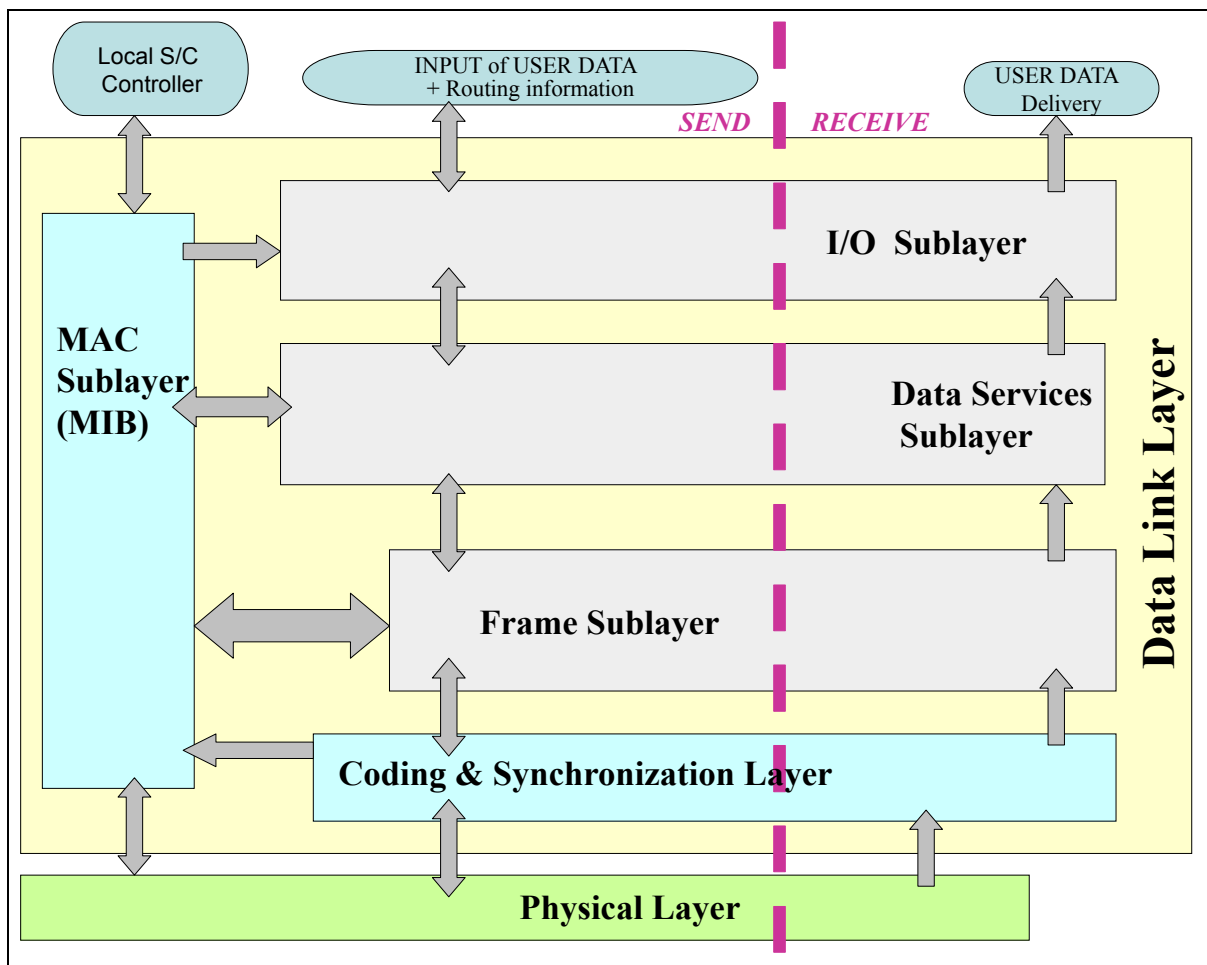 Local S/C
Controller
INPUT of USER DATA
+ Routing information
USER DATA
Delivery
SEND
RECEIVE
I/O Sublayer
MAC
Sublayer
(MIB)
Data Services
Sublayer
Data Link Layer
Frame Sublayer
Coding & Synchronization Layer
Physical Layer